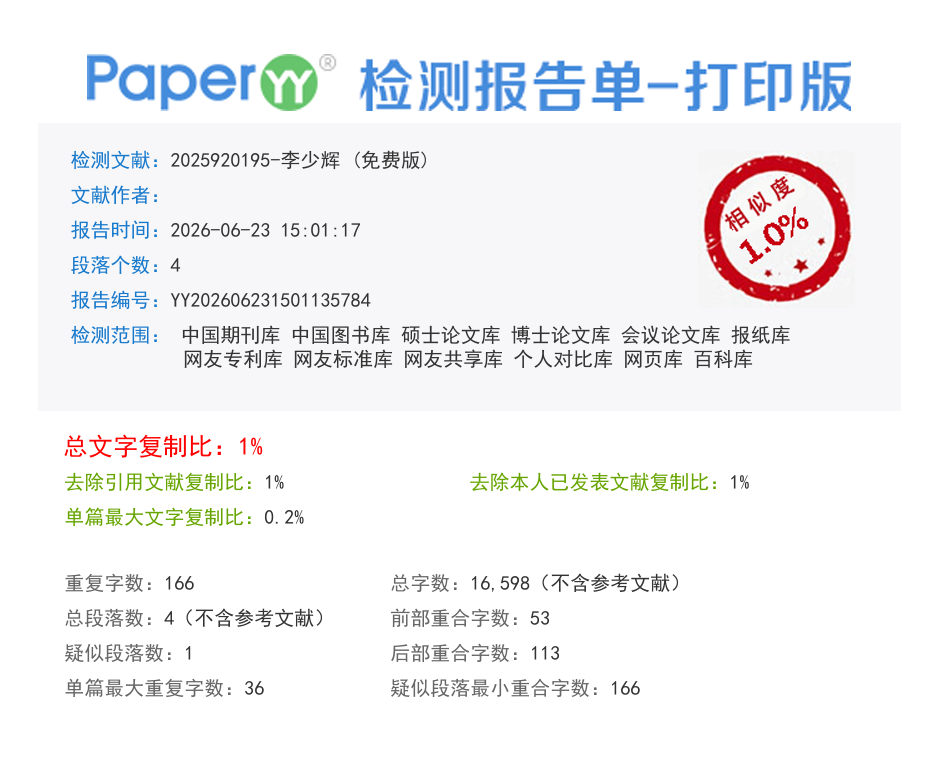 PaperYY® 检测报告单-打印版
检测文献：2025920195-李少辉 (免费版)
文献作者：
报告时间：2026-06-23 15:01:17
段落个数：4
报告编号：YY202606231501135784
检测范围： 中国期刊库 中国图书库 硕士论文库 博士论文库 会议论文库 报纸库
网友专利库 网友标准库 网友共享库 个人对比库 网页库 百科库
相似度
1.0%
总文字复制比：1%
去除引用文献复制比：1% 去除本人已发表文献复制比：1%
单篇最大文字复制比：0.2%
重复字数：166 总字数：16,598（不含参考文献）
总段落数：4（不含参考文献） 前部重合字数：53
疑似段落数：1 后部重合字数：113
单篇最大重复字数：36 疑似段落最小重合字数：166